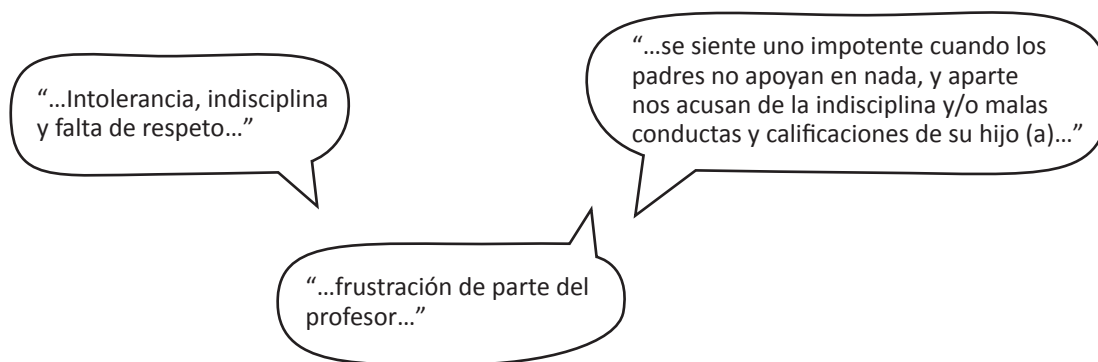 “...Intolerancia, indisciplina
y falta de respeto...”
“...se siente uno impotente cuando los
padres no apoyan en nada, y aparte
nos acusan de la indisciplina y/o malas
conductas y calificaciones de su hijo (a)...”
“...frustración de parte del
profesor...”